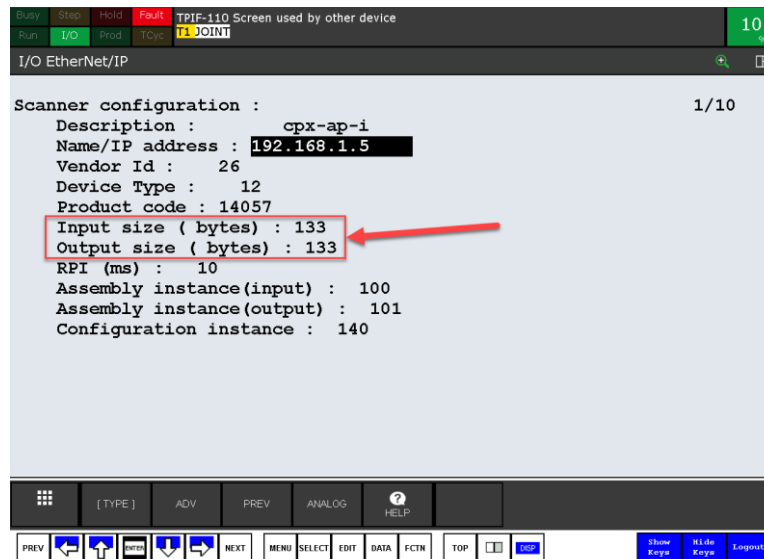 Busy Step Hold Fault TPIF-110 Screen used by other device
Run I/O Prod TCyc T1 JOINT
10
%
I/O EtherNet/IP
Scanner configuration : 1/10
Description : cpx-ap-i
Name/IP address : 192.168.1.5
Vendor Id : 26
Device Type : 12
Product code : 14057
Input size ( bytes) : 133
Output size ( bytes) : 133
RPI (ms) : 10
Assembly instance(input) : 100
Assembly instance(output) : 101
Configuration instance : 140
[ TYPE ] ADV PREV ANALOG ? HELP
PREV ENTER NEXT MENU SELECT EDIT DATA FCTN TOP DISP Show Keys Hide Keys Logout